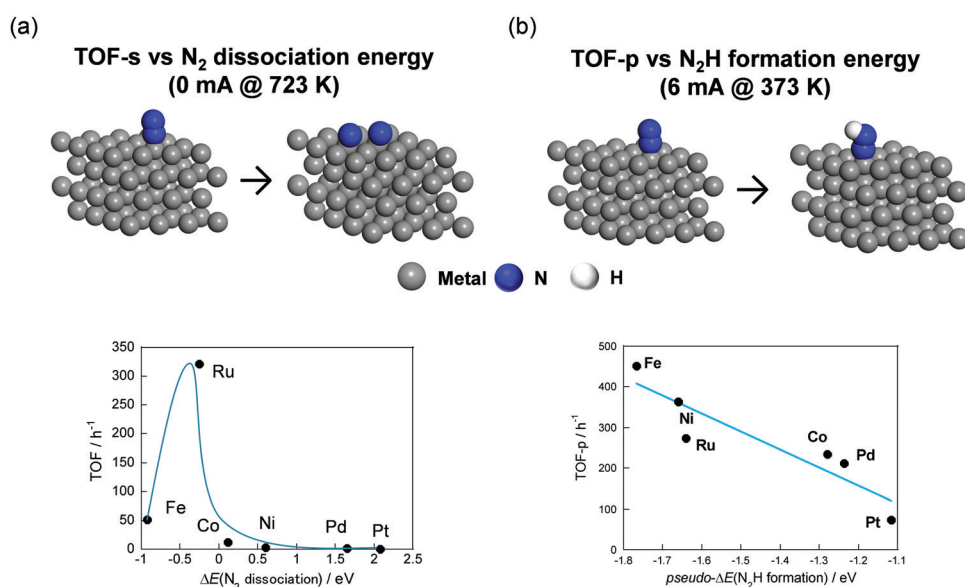 (a)
TOF-s vs N₂ dissociation energy
(0 mA @ 723 K)
(b)
TOF-p vs N₂H formation energy
(6 mA @ 373 K)
Metal N H
350
300
250
200
150
100
50
0
TOF / h⁻¹
Ru
Fe
Co
Ni
Pd
Pt
-1 -0.5 0 0.5 1 1.5 2 2.5
ΔE(N₂ dissociation) / eV
500
400
300
200
100
0
TOF-p / h⁻¹
Fe
Ni
Ru
Co
Pd
Pt
-1.8 -1.7 -1.6 -1.5 -1.4 -1.3 -1.2 -1.1
pseudo-ΔE(N₂H formation) / eV